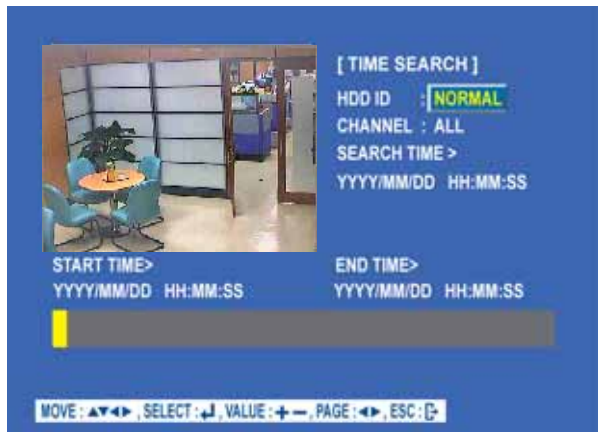 [ TIME SEARCH ]
HDD ID : NORMAL
CHANNEL : ALL
SEARCH TIME >
YYYY/MM/DD HH:MM:SS
START TIME>
YYYY/MM/DD HH:MM:SS
END TIME>
YYYY/MM/DD HH:MM:SS
MOVE : ▲▼◄► , SELECT : ↵ , VALUE : + — , PAGE : ◄► , ESC :